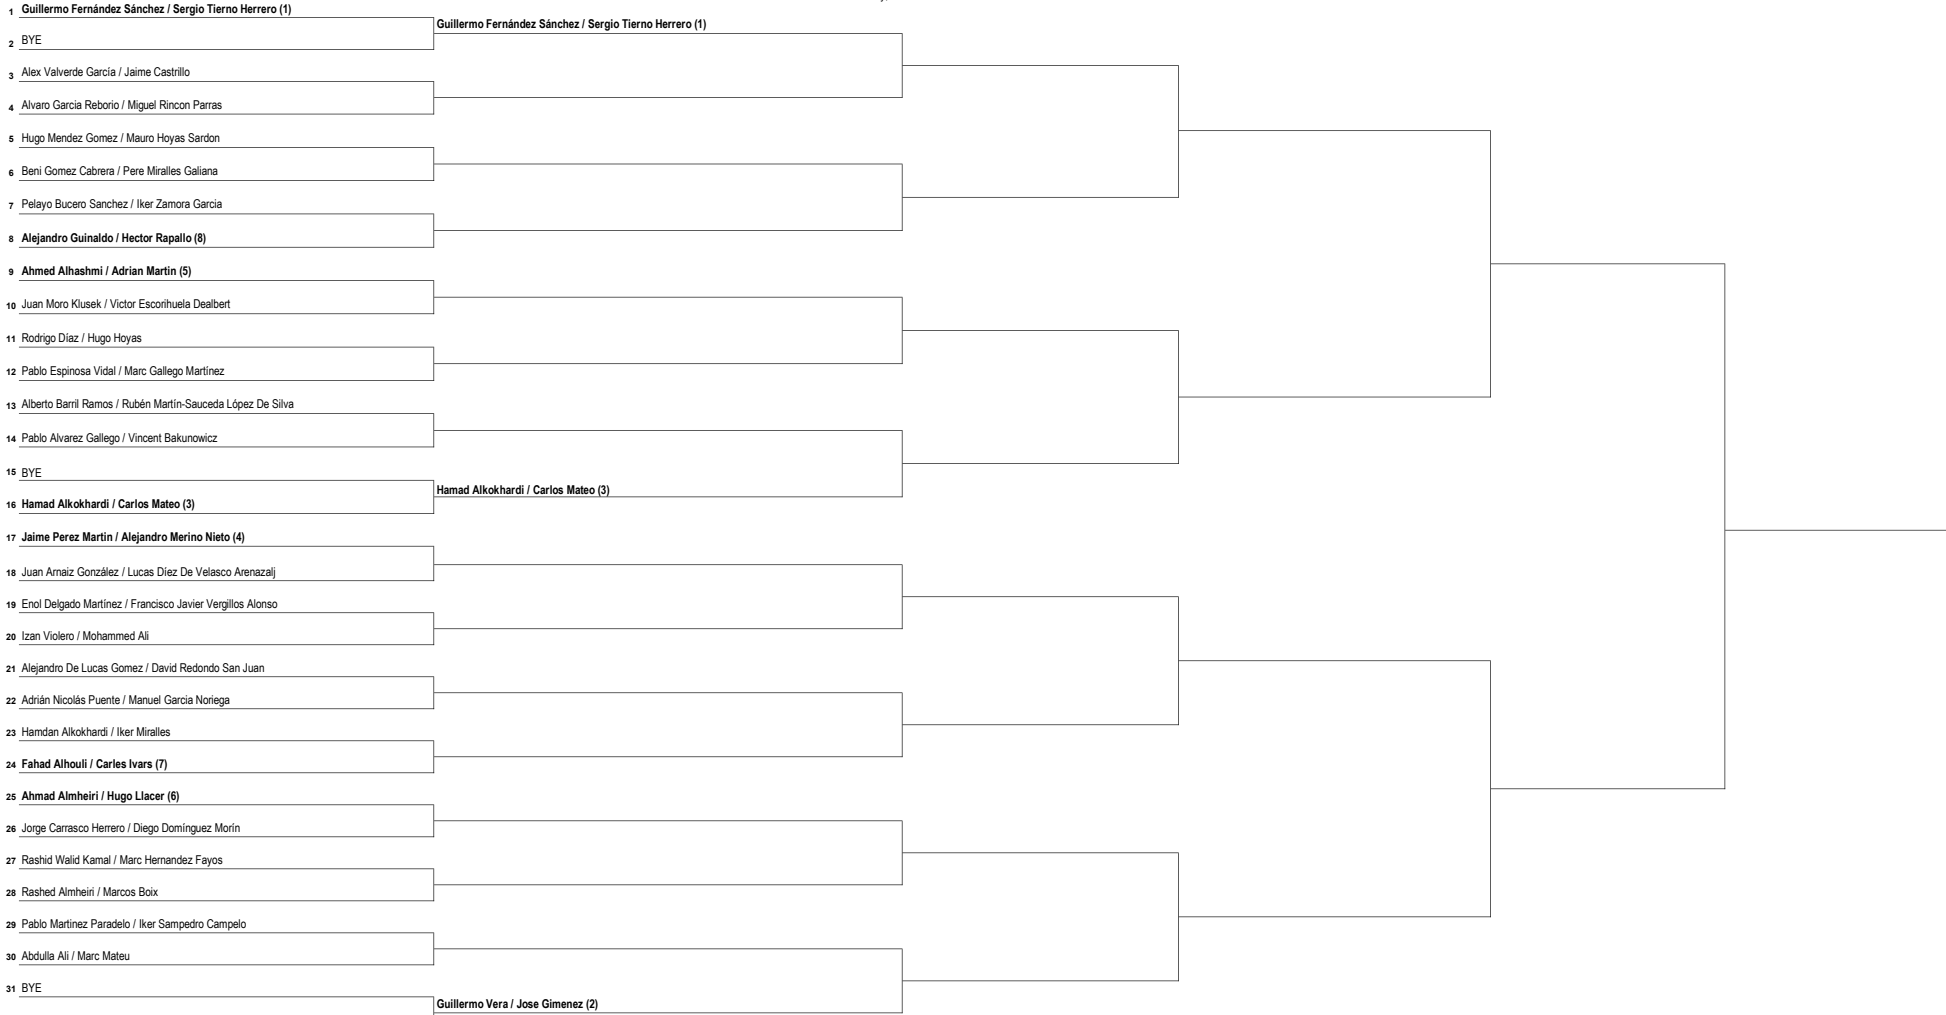 1 Guillermo Fernández Sánchez / Sergio Tierno Herrero (1)
Guillermo Fernández Sánchez / Sergio Tierno Herrero (1)
2 BYE
3 Alex Valverde García / Jaime Castrillo
4 Alvaro Garcia Reborio / Miguel Rincon Parras
5 Hugo Mendez Gomez / Mauro Hoyas Sardon
6 Beni Gomez Cabrera / Pere Miralles Galiana
7 Pelayo Bucero Sanchez / Iker Zamora Garcia
8 Alejandro Guinaldo / Hector Rapallo (8)
9 Ahmed Alhashmi / Adrian Martin (5)
10 Juan Moro Klusek / Victor Escorihuela Dealbert
11 Rodrigo Díaz / Hugo Hoyas
12 Pablo Espinosa Vidal / Marc Gallego Martínez
13 Alberto Barril Ramos / Rubén Martín-Sauceda López De Silva
14 Pablo Alvarez Gallego / Vincent Bakunowicz
15 BYE
Hamad Alkokhardi / Carlos Mateo (3)
16 Hamad Alkokhardi / Carlos Mateo (3)
17 Jaime Perez Martin / Alejandro Merino Nieto (4)
18 Juan Arnaiz González / Lucas Díez De Velasco Arenazalj
19 Enol Delgado Martínez / Francisco Javier Vergillos Alonso
20 Izan Violero / Mohammed Ali
21 Alejandro De Lucas Gomez / David Redondo San Juan
22 Adrián Nicolás Puente / Manuel Garcia Noriega
23 Hamdan Alkokhardi / Iker Miralles
24 Fahad Alhouli / Carles Ivars (7)
25 Ahmad Almheiri / Hugo Llacer (6)
26 Jorge Carrasco Herrero / Diego Domínguez Morín
27 Rashid Walid Kamal / Marc Hernandez Fayos
28 Rashed Almheiri / Marcos Boix
29 Pablo Martinez Paradelo / Iker Sampedro Campelo
30 Abdulla Ali / Marc Mateu
31 BYE
Guillermo Vera / Jose Gimenez (2)